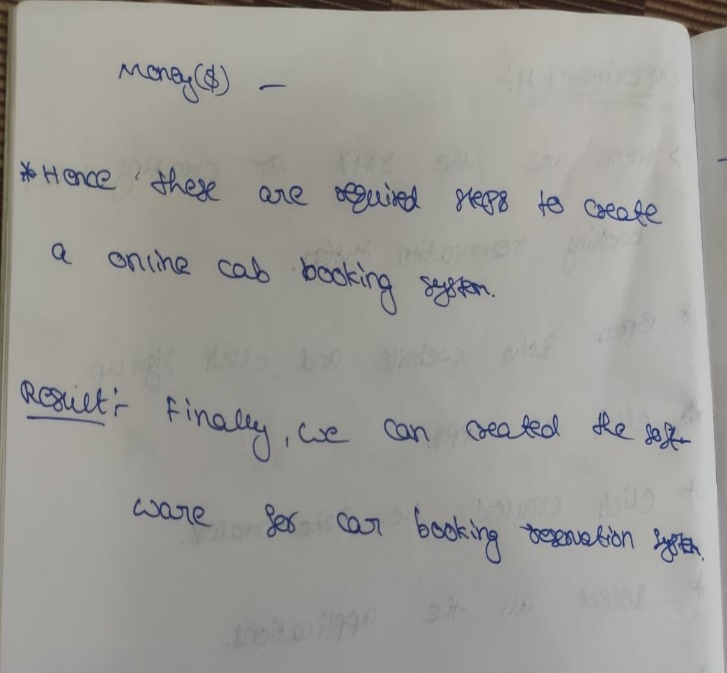 Money($) —
*Hence these are required steps to create
a online cab booking system.
Result:- Finally, we can created the soft-
ware for car booking reservation system.